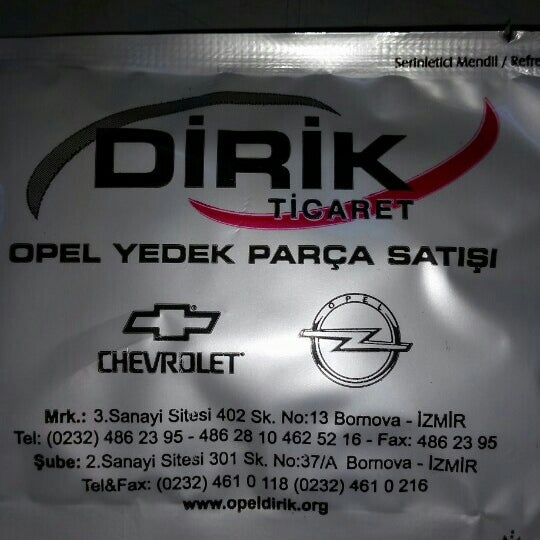 Serinletici Mendil / Refre
DİRİK
TİCARET
OPEL YEDEK PARÇA SATIŞI
OPEL
CHEVROLET
Mrk.: 3.Sanayi Sitesi 402 Sk. No:13 Bornova - İZMİR
Tel: (0232) 486 23 95 - 486 28 10 462 52 16 - Fax: 486 23 95
Şube: 2.Sanayi Sitesi 301 Sk. No:37/A Bornova - İZMİR
Tel&Fax: (0232) 461 0 118 (0232) 461 0 216
www.opeldirik.org